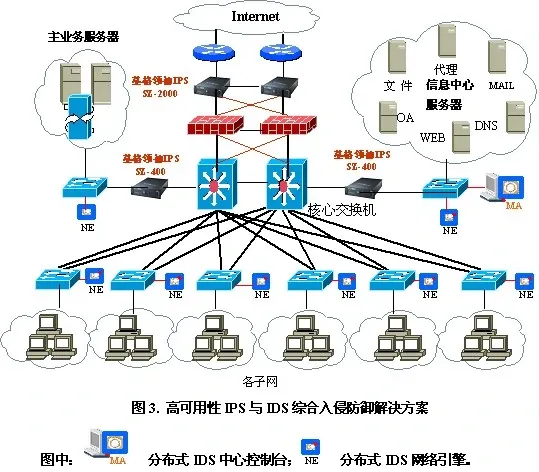 Internet
主业务服务器
基格领袖IPS
SZ-2000
代理
文件
信息中心
MAIL
服务器
OA
WEB
DNS
基格领袖IPS
SZ-400
基格领袖IPS
SZ-400
NE
核心交换机
NE
MA
NE
NE
NE
NE
NE
NE
各子网
图3. 高可用性 IPS 与 IDS 综合入侵防御解决方案
图中: MA 分布式 IDS 中心控制台; NE 分布式 IDS 网络引擎。